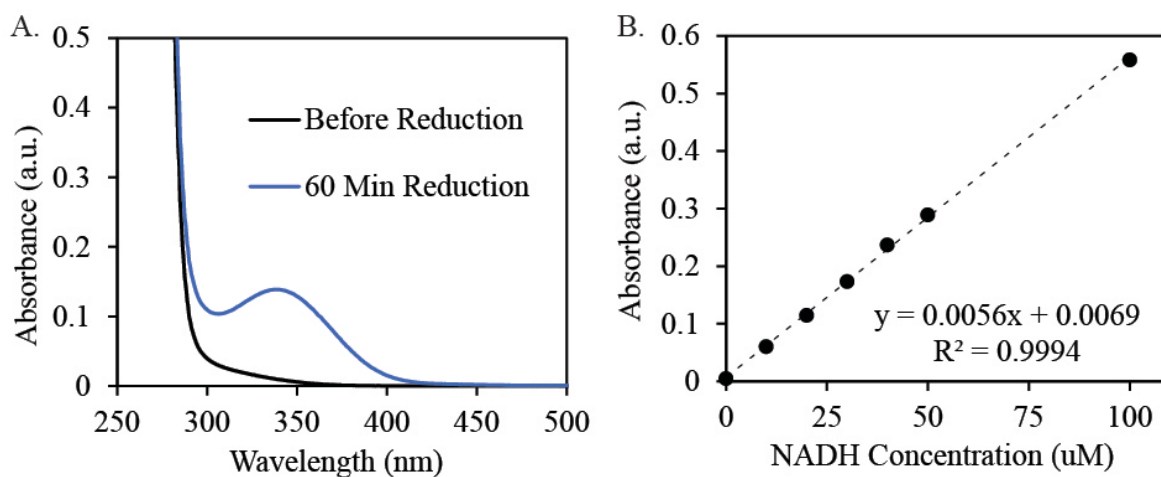 A.
Absorbance (a.u.)
0.5
0.4
0.3
0.2
0.1
0
Before Reduction
60 Min Reduction
250 300 350 400 450 500
Wavelength (nm)
B.
Absorbance (a.u.)
0.6
0.5
0.4
0.3
0.2
0.1
0
y = 0.0056x + 0.0069
R² = 0.9994
0 25 50 75 100
NADH Concentration (uM)